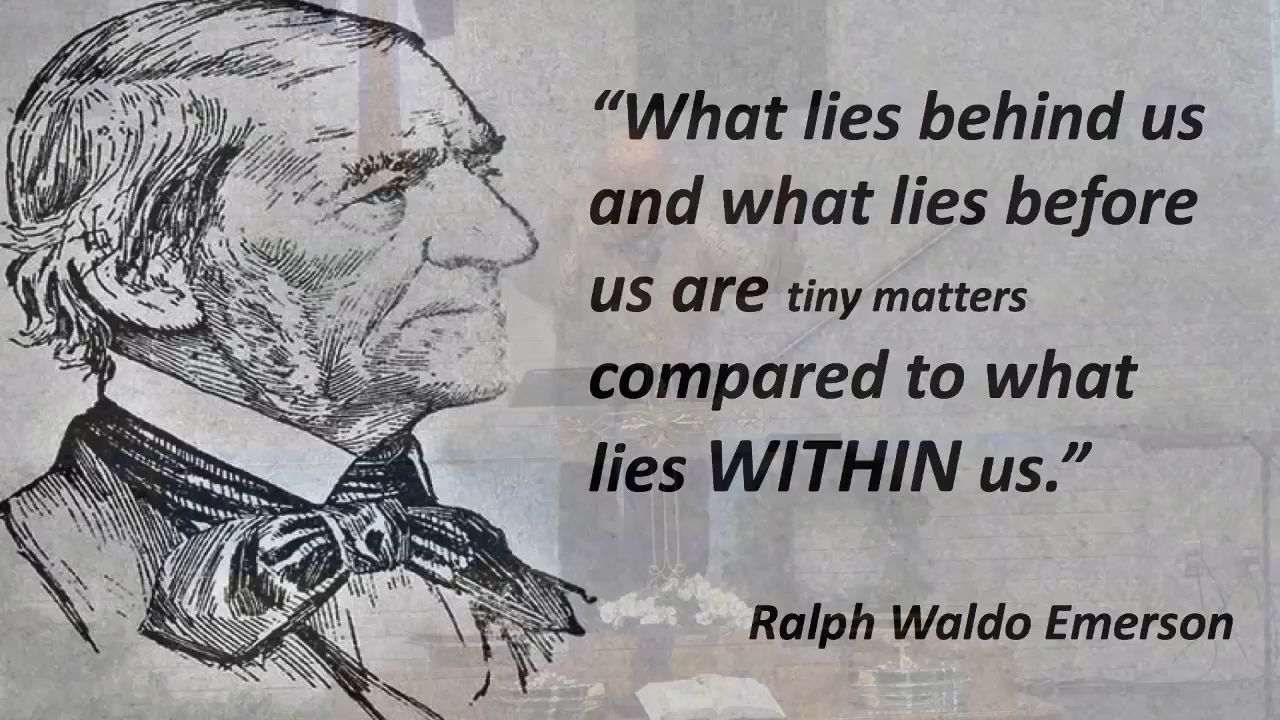 “What lies behind us
and what lies before
us are tiny matters
compared to what
lies WITHIN us.”
Ralph Waldo Emerson